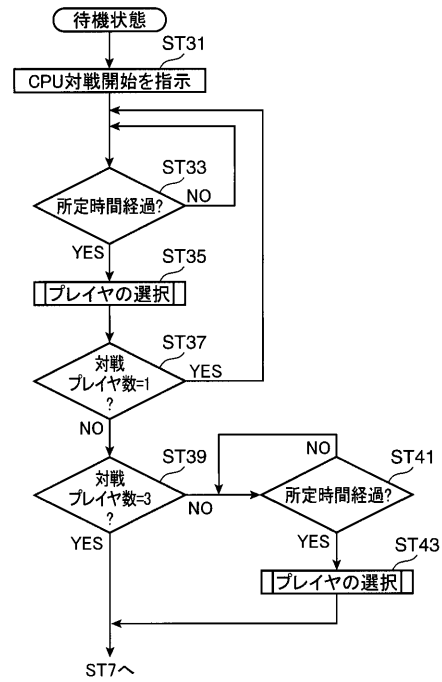 待機状態
ST31
CPU対戦開始を指示
ST33
所定時間経過?
NO
YES
ST35
プレイヤの選択
ST37
対戦
プレイヤ数=1
?
YES
NO
ST39
対戦
プレイヤ数=3
?
NO
YES
NO
ST41
所定時間経過?
YES
ST43
プレイヤの選択
ST7へ